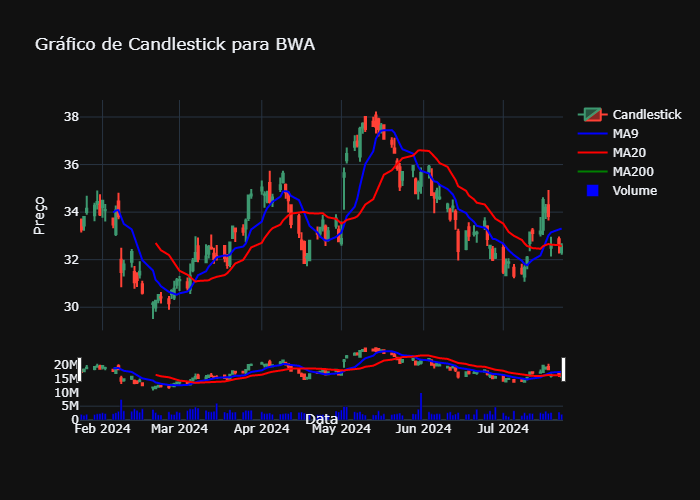 Gráfico de Candlestick para BWA
Candlestick
MA9
MA20
MA200
Volume
Preço
38
36
34
32
30
20M
15M
10M
5M
0
Feb 2024
Mar 2024
Apr 2024
May 2024
Jun 2024
Jul 2024
Data